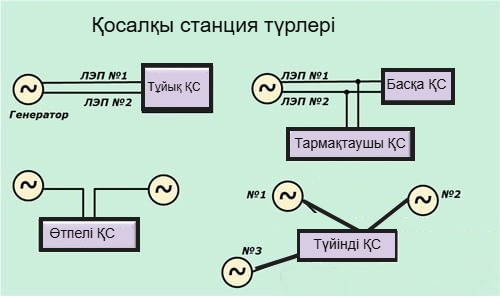 Қосалқы станция түрлері
ЛЭП №1
Тұйық ҚС
ЛЭП №2
Генератор
ЛЭП №1
Басқа ҚС
ЛЭП №2
Тармақтаушы ҚС
Өтпелі ҚС
№1
№2
Түйінді ҚС
№3